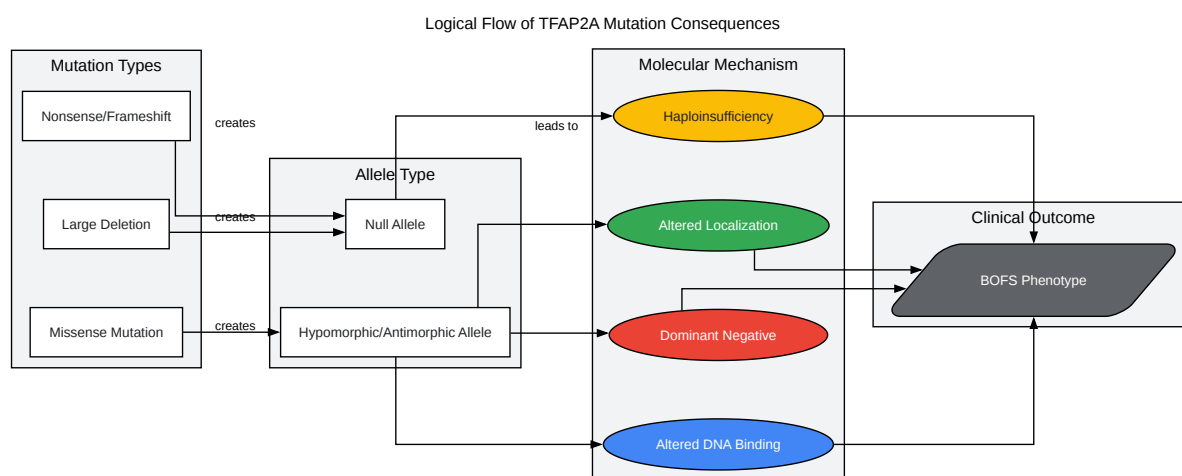 Logical Flow of TFAP2A Mutation Consequences
Mutation Types
Nonsense/Frameshift
Large Deletion
Missense Mutation
creates
creates
creates
Allele Type
Null Allele
Hypomorphic/Antimorphic Allele
leads to
Molecular Mechanism
Haploinsufficiency
Altered Localization
Dominant Negative
Altered DNA Binding
Clinical Outcome
BOFS Phenotype